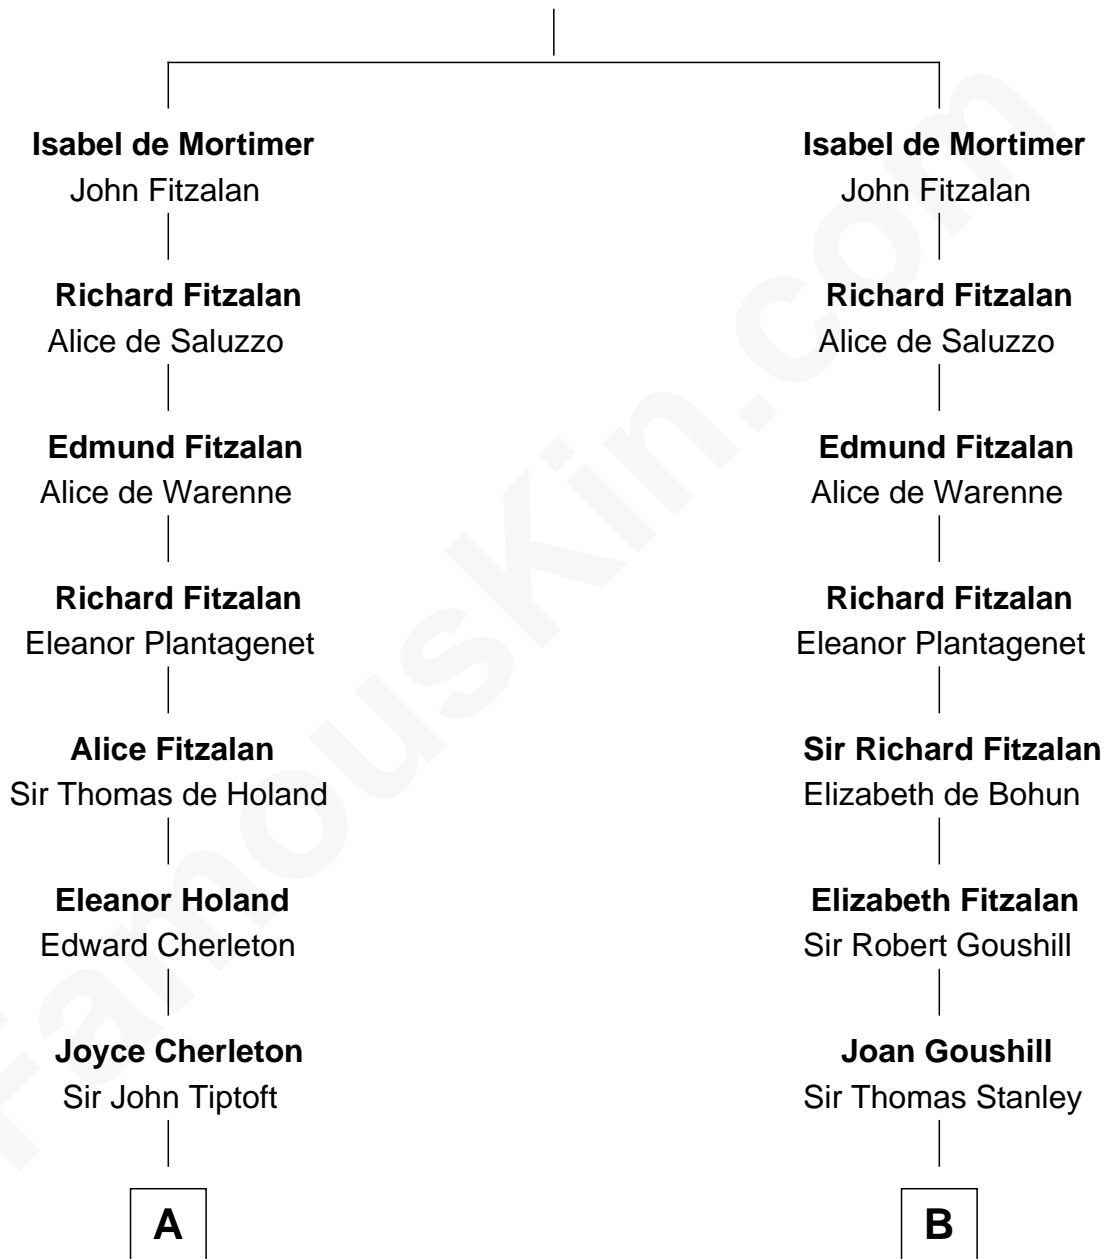 Isabel de Mortimer
John Fitzalan
Richard Fitzalan
Alice de Saluzzo
Edmund Fitzalan
Alice de Warenne
Richard Fitzalan
Eleanor Plantagenet
Alice Fitzalan
Sir Thomas de Holand
Eleanor Holand
Edward Cherleton
Joyce Cherleton
Sir John Tiptoft
A
Isabel de Mortimer
John Fitzalan
Richard Fitzalan
Alice de Saluzzo
Edmund Fitzalan
Alice de Warenne
Richard Fitzalan
Eleanor Plantagenet
Sir Richard Fitzalan
Elizabeth de Bohun
Elizabeth Fitzalan
Sir Robert Goushill
Joan Goushill
Sir Thomas Stanley
B
FamousKin.com